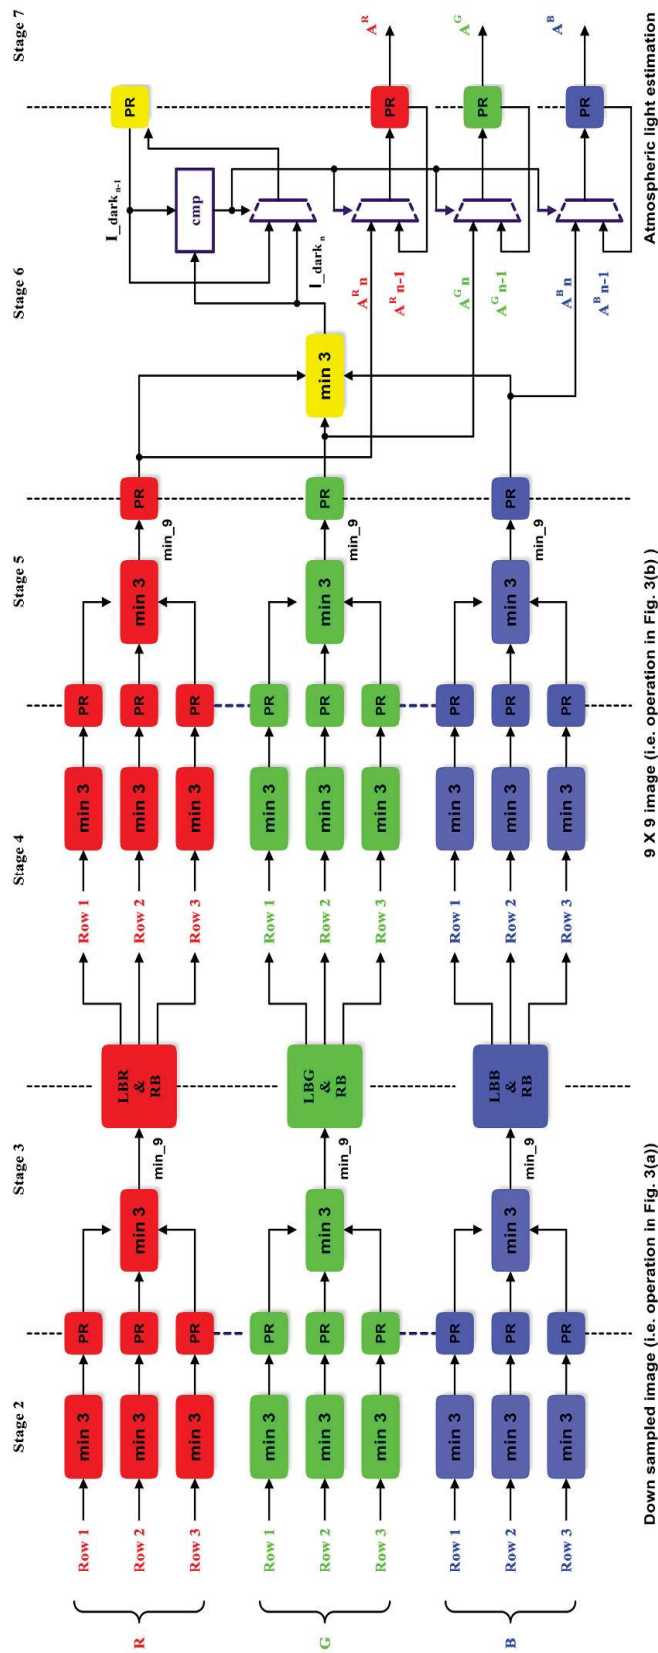 Stage 2
Stage 3
Stage 4
Stage 5
Stage 6
Stage 7
R
Row 1
min 3
PR
Row 2
min 3
PR
Row 3
min 3
PR
min 3
min_9
LBR
&
RB
Row 1
min 3
PR
Row 2
min 3
PR
Row 3
min 3
PR
min 3
min_9
PR
G
Row 1
min 3
PR
Row 2
min 3
PR
Row 3
min 3
PR
min 3
min_9
LBG
&
RB
Row 1
min 3
PR
Row 2
min 3
PR
Row 3
min 3
PR
min 3
min_9
PR
B
Row 1
min 3
PR
Row 2
min 3
PR
Row 3
min 3
PR
min 3
min_9
LBB
&
RB
Row 1
min 3
PR
Row 2
min 3
PR
Row 3
min 3
PR
min 3
min_9
PR
min 3
I_dark n-1
cmp
I_dark n
PR
A^R n
A^R n-1
PR
A^R
A^G n
A^G n-1
PR
A^G
A^B n
A^B n-1
PR
A^B
Down sampled image (i.e. operation in Fig. 3(a))
9 X 9 image (i.e. operation in Fig. 3(b) )
Atmospheric light estimation